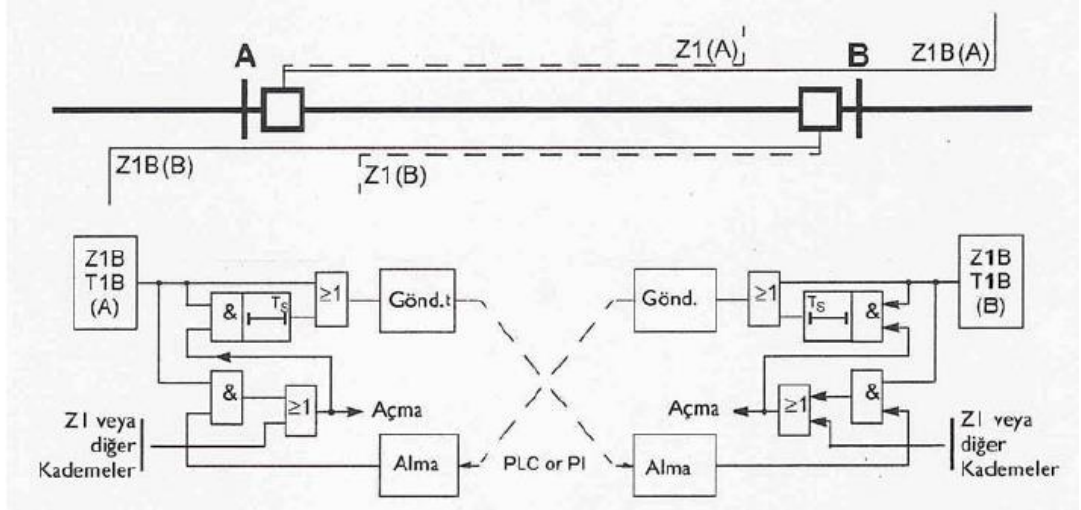 A
Z1(A)
B
Z1B(A)
Z1B(B)
Z1(B)
Z1B
T1B
(A)
&
TS
≥1
Gönd.t
Gönd.
≥1
TS
&
Z1B
T1B
(B)
&
≥1
Açma
Açma
≥1
&
Z1 veya
diğer
Kademeler
Alma
PLC or PI
Alma
Z1 veya
diğer
Kademeler